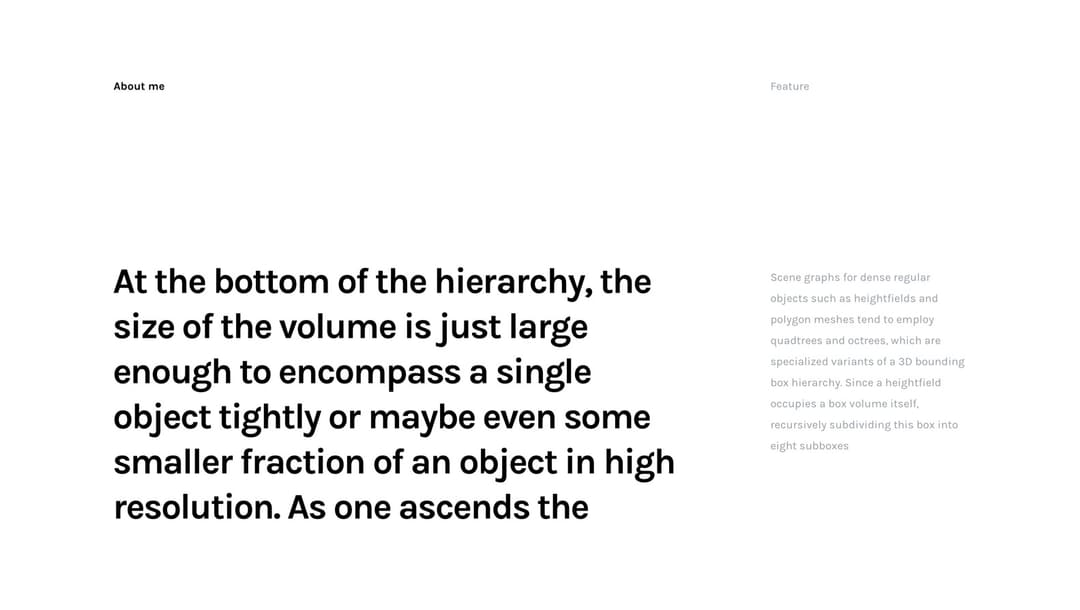 About me
Feature
At the bottom of the hierarchy, the
size of the volume is just large
enough to encompass a single
object tightly or maybe even some
smaller fraction of an object in high
resolution. As one ascends the
Scene graphs for dense regular
objects such as heightfields and
polygon meshes tend to employ
quadtrees and octrees, which are
specialized variants of a 3D bounding
box hierarchy. Since a heightfield
occupies a box volume itself,
recursively subdividing this box into
eight subboxes